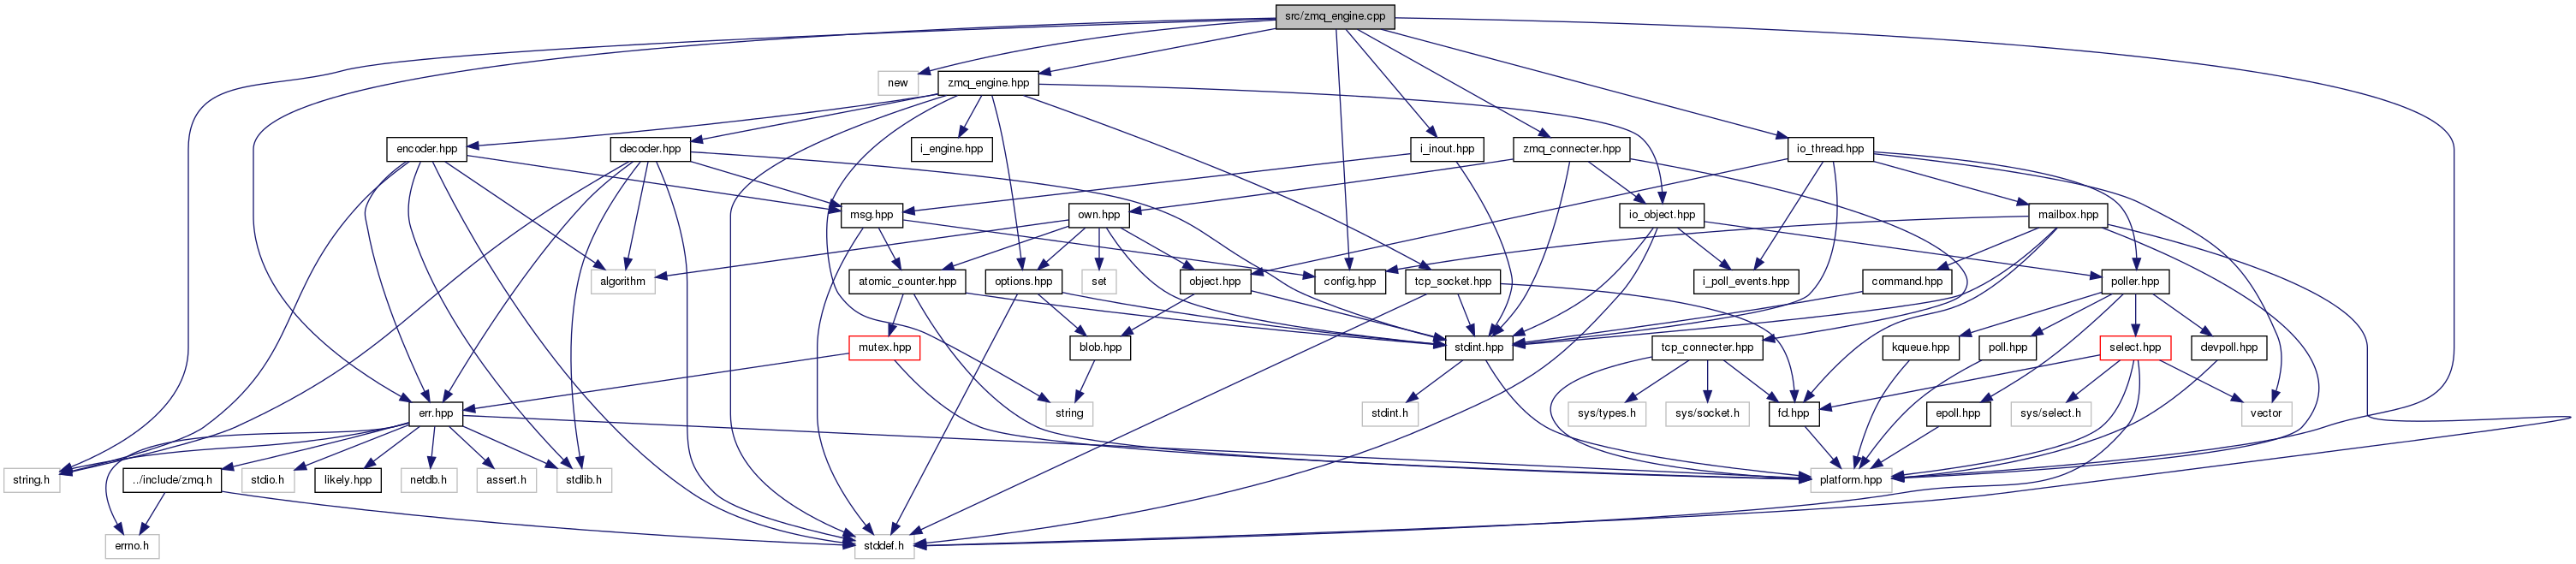 src/zmq_engine.cpp
new
zmq_engine.hpp
encoder.hpp
decoder.hpp
i_engine.hpp
i_inout.hpp
zmq_connecter.hpp
io_thread.hpp
msg.hpp
own.hpp
io_object.hpp
mailbox.hpp
algorithm
atomic_counter.hpp
options.hpp
set
object.hpp
config.hpp
tcp_socket.hpp
i_poll_events.hpp
command.hpp
poller.hpp
mutex.hpp
blob.hpp
stdint.hpp
tcp_connecter.hpp
kqueue.hpp
poll.hpp
select.hpp
devpoll.hpp
err.hpp
string
stdint.h
sys/types.h
sys/socket.h
fd.hpp
epoll.hpp
sys/select.h
vector
string.h
../include/zmq.h
stdio.h
likely.hpp
netdb.h
assert.h
stdlib.h
platform.hpp
errno.h
stddef.h